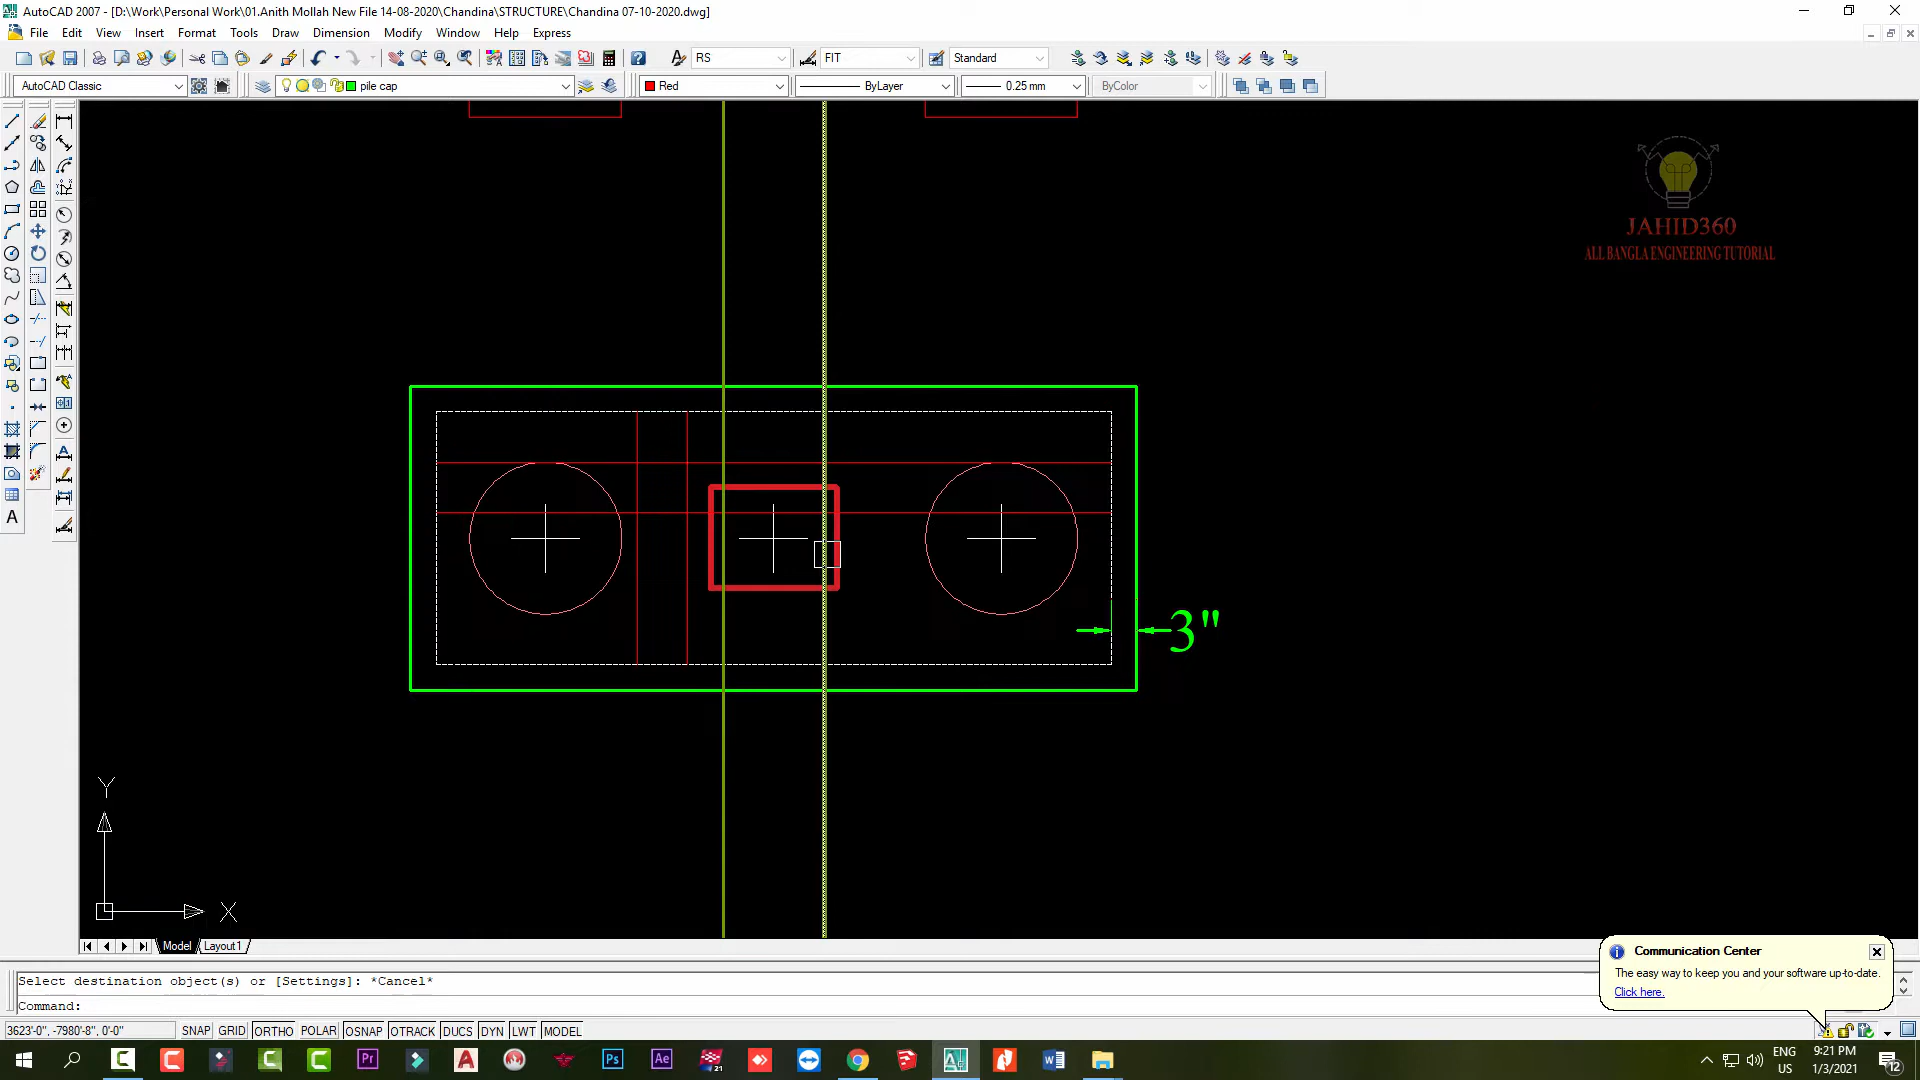 AutoCAD 2007 - [D:\Work\Personal Work\01.Anith Mollah New File 14-08-2020\Chandina\STRUCTURE\Chandina 07-10-2020.dwg]
File Edit View Insert Format Tools Draw Dimension Modify Window Help Express
RS FIT Standard
AutoCAD Classic pile cap Red ByLayer 0.25 mm ByColor
JAHID360
ALL BANGLA ENGINEERING TUTORIAL
3"
Y
X
A
Model Layout1
Select destination object(s) or [Settings]: *Cancel*
Command:
Communication Center
The easy way to keep you and your software up-to-date.
Click here.
3623'-0", -7980'-8", 0'-0" SNAP GRID ORTHO POLAR OSNAP OTRACK DUCS DYN LWT MODEL
Pr Ps Ae 21
ENG
US
9:21 PM
1/3/2021
12